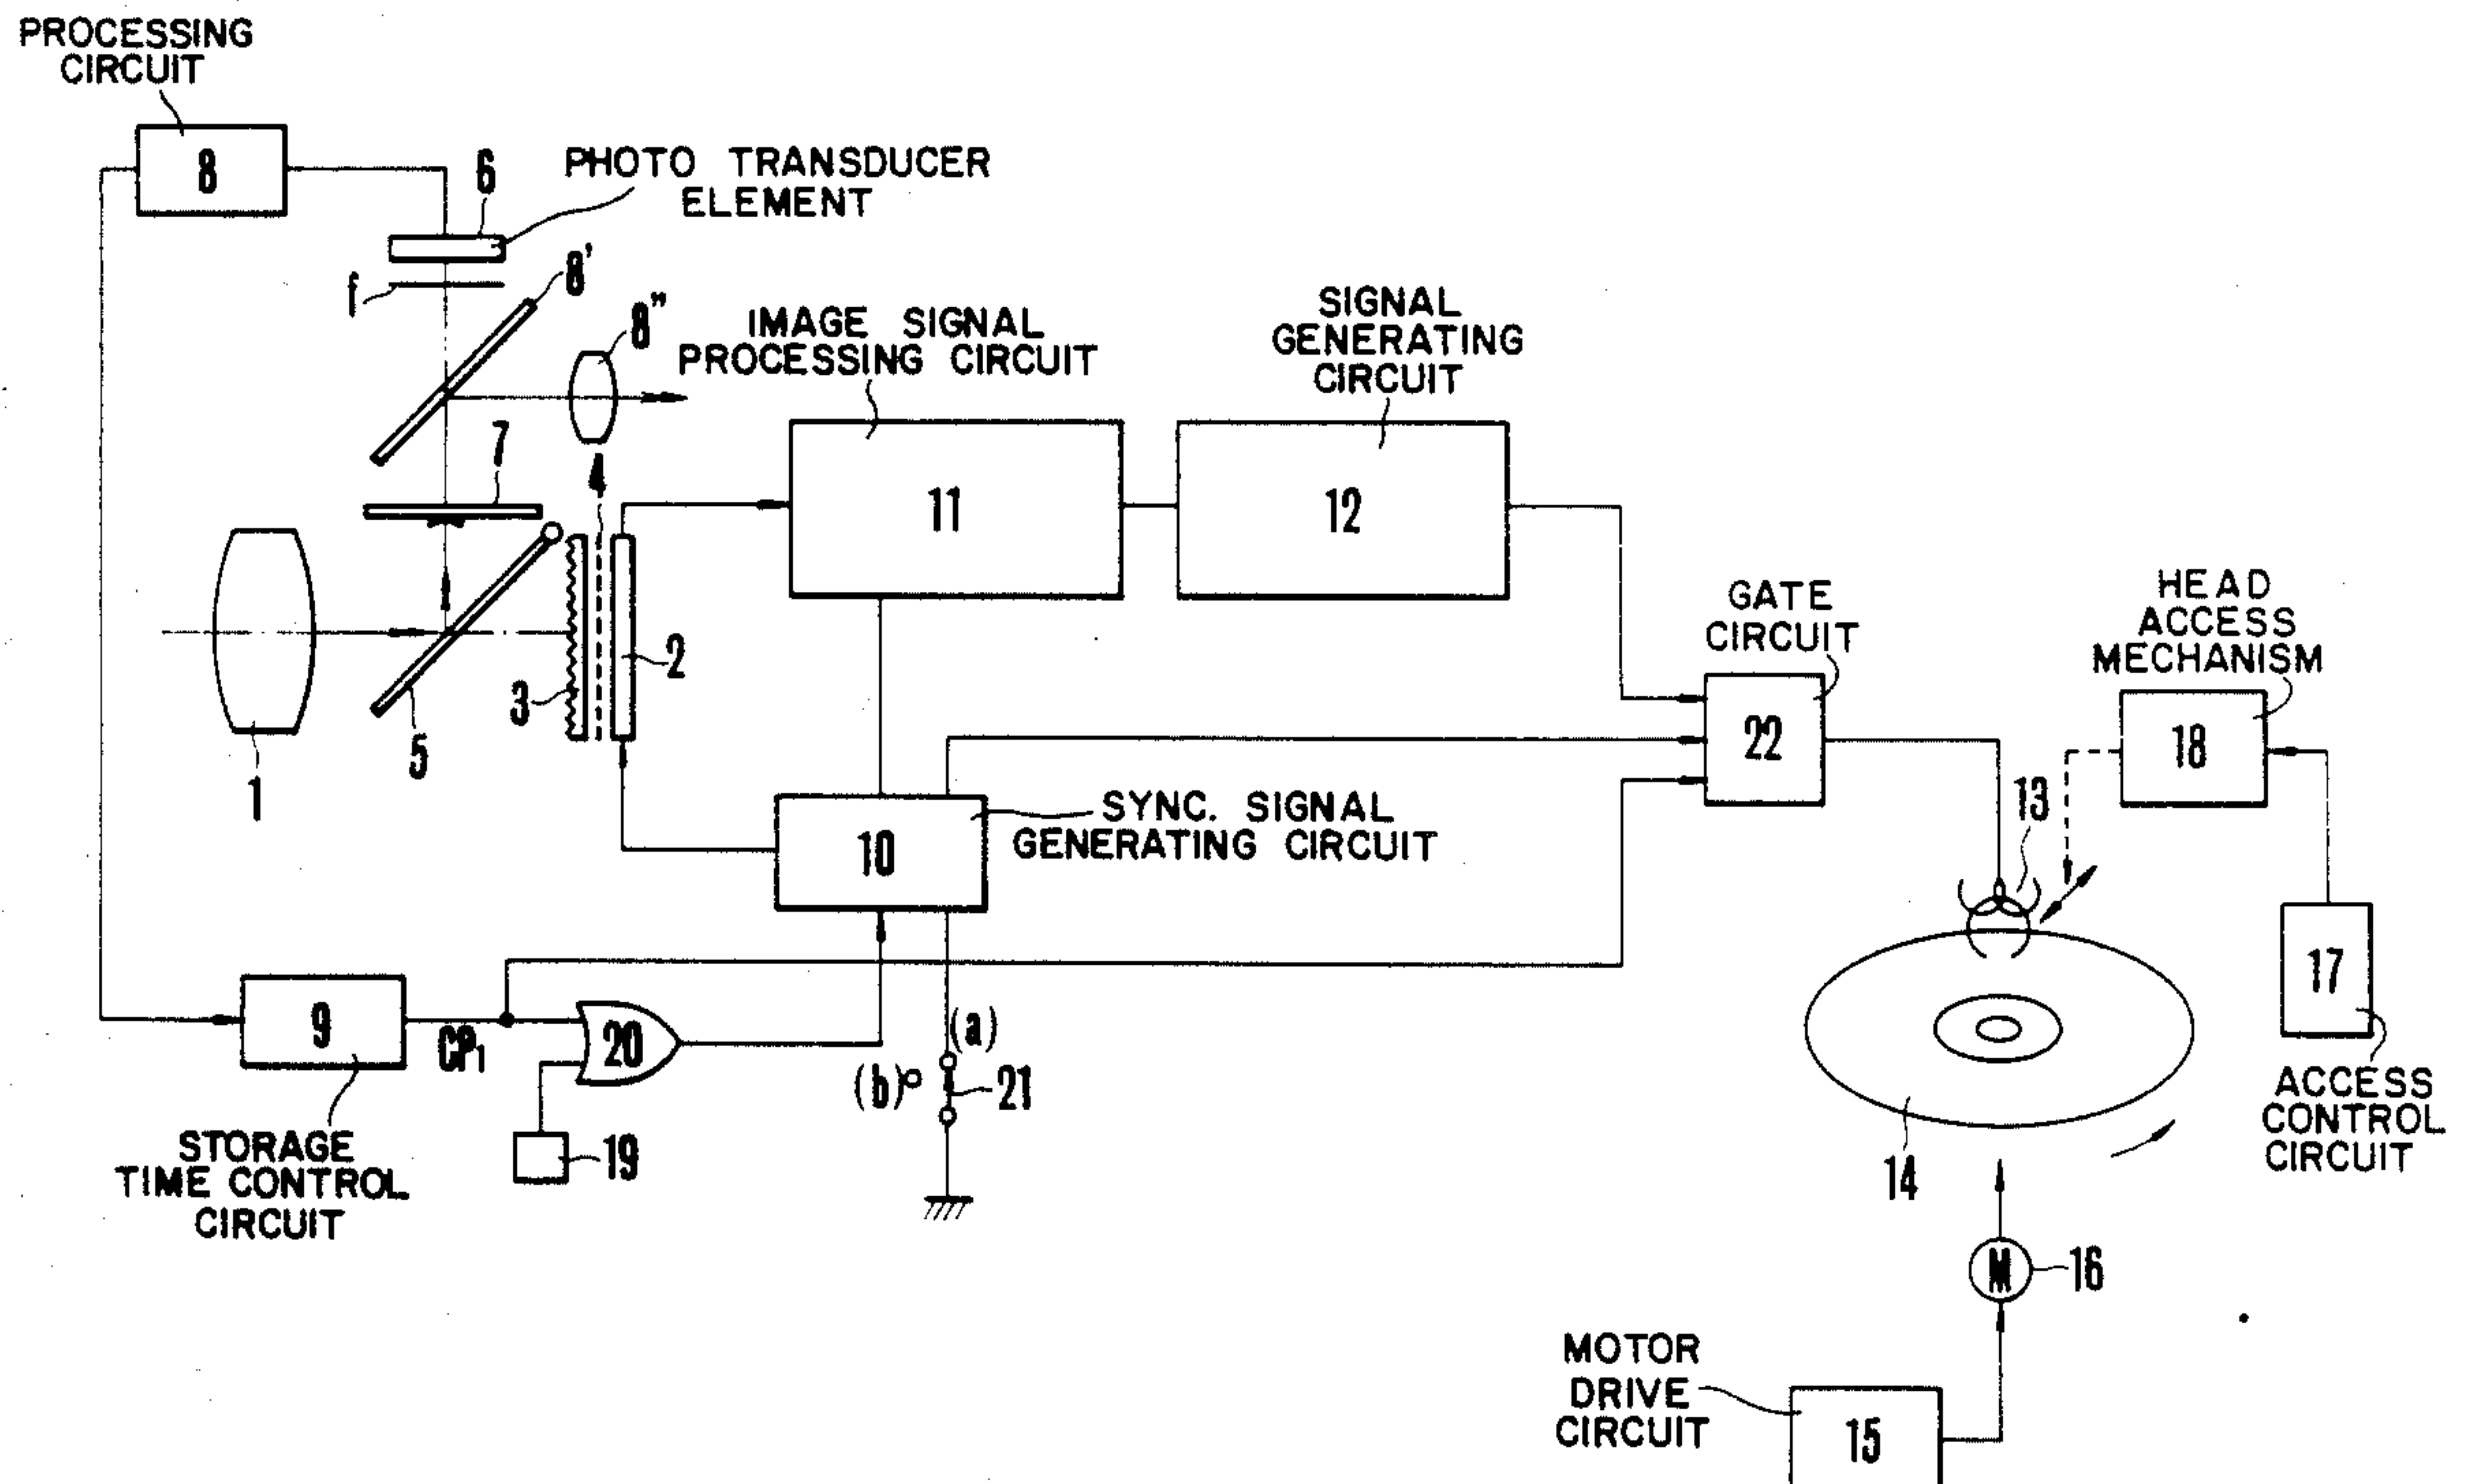 PROCESSING
CIRCUIT
8
6
PHOTO TRANSDUCER
ELEMENT
f
8'
8"
IMAGE SIGNAL
PROCESSING CIRCUIT
SIGNAL
GENERATING
CIRCUIT
7
4
11
12
GATE
CIRCUIT
HEAD
ACCESS
MECHANISM
1
5
3
2
22
18
13
10
SYNC. SIGNAL
GENERATING CIRCUIT
17
9
CP1
20
(a)
(b)
21
19
STORAGE
TIME CONTROL
CIRCUIT
14
ACCESS
CONTROL
CIRCUIT
M
16
MOTOR
DRIVE
CIRCUIT
15